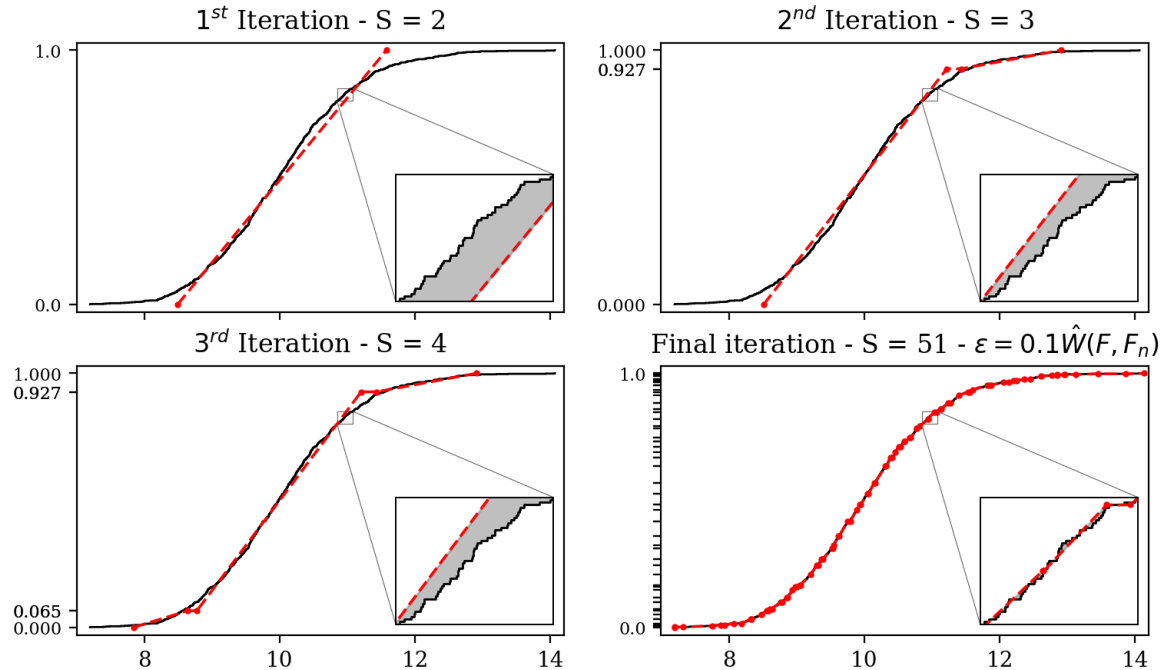 1st Iteration - S = 2
1.0
0.0
2nd Iteration - S = 3
1.000
0.927
0.000
3rd Iteration - S = 4
1.000
0.927
0.065
0.000
8 10 12 14
Final iteration - S = 51 - ε = 0.1Ŵ(F, Fn)
1.0
0.0
8 10 12 14